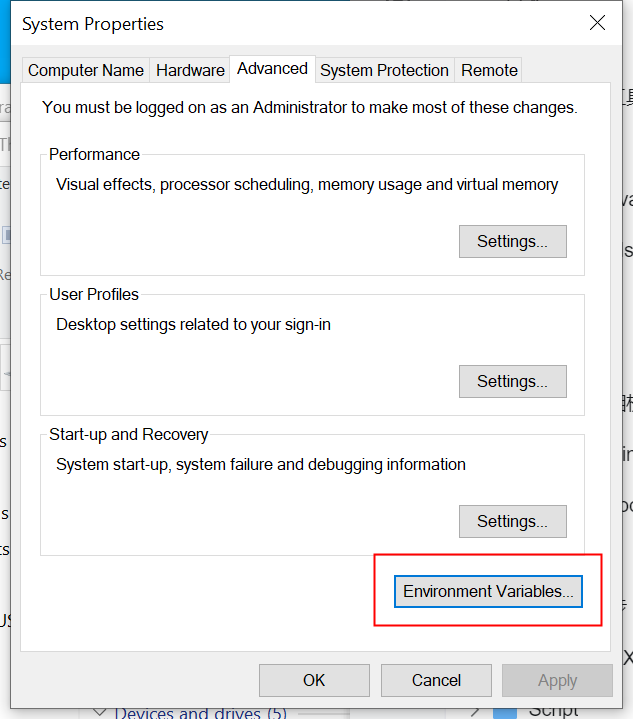 System Properties
Computer Name Hardware Advanced System Protection Remote
You must be logged on as an Administrator to make most of these changes.
Performance
Visual effects, processor scheduling, memory usage and virtual memory
Settings...
User Profiles
Desktop settings related to your sign-in
Settings...
Start-up and Recovery
System start-up, system failure and debugging information
Settings...
Environment Variables...
OK Cancel Apply
Devices and drives (5)
Script